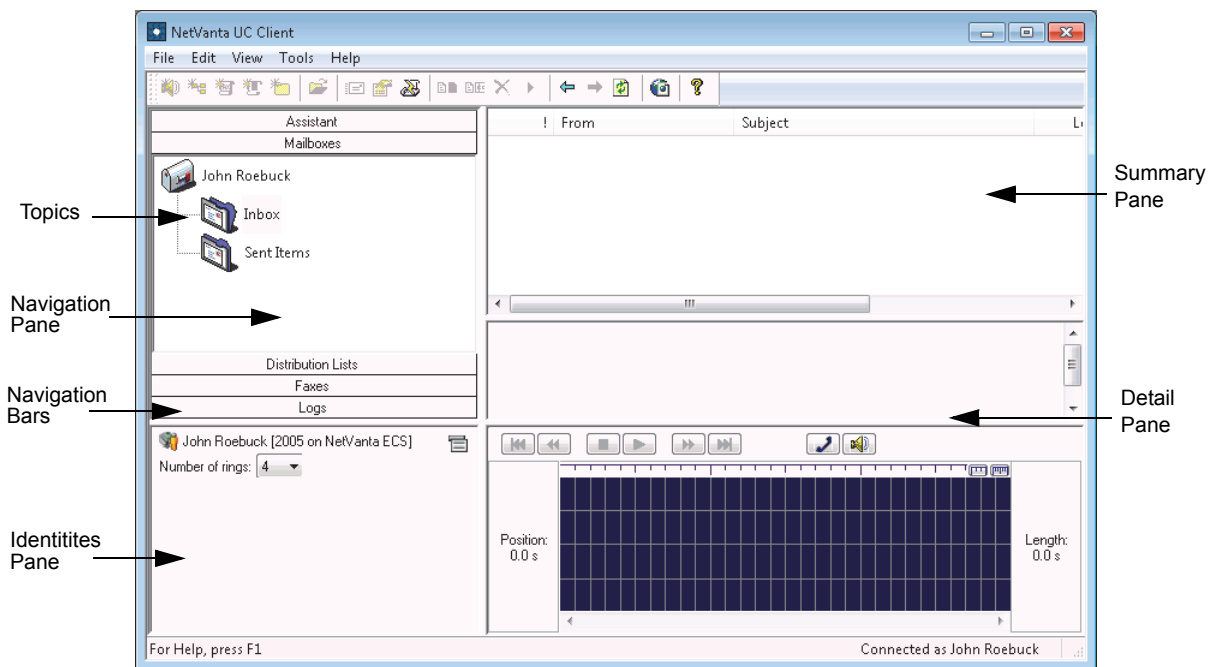 NetVanta UC Client
File Edit View Tools Help
Assistant
Mailboxes
! From Subject
John Roebuck
Inbox
Sent Items
Distribution Lists
Faxes
Logs
John Roebuck [2005 on NetVanta ECS]
Number of rings: 4
Position:
0.0 s
Length:
0.0 s
For Help, press F1
Connected as John Roebuck
Topics
Navigation
Pane
Navigation
Bars
Identitites
Pane
Summary
Pane
Detail
Pane